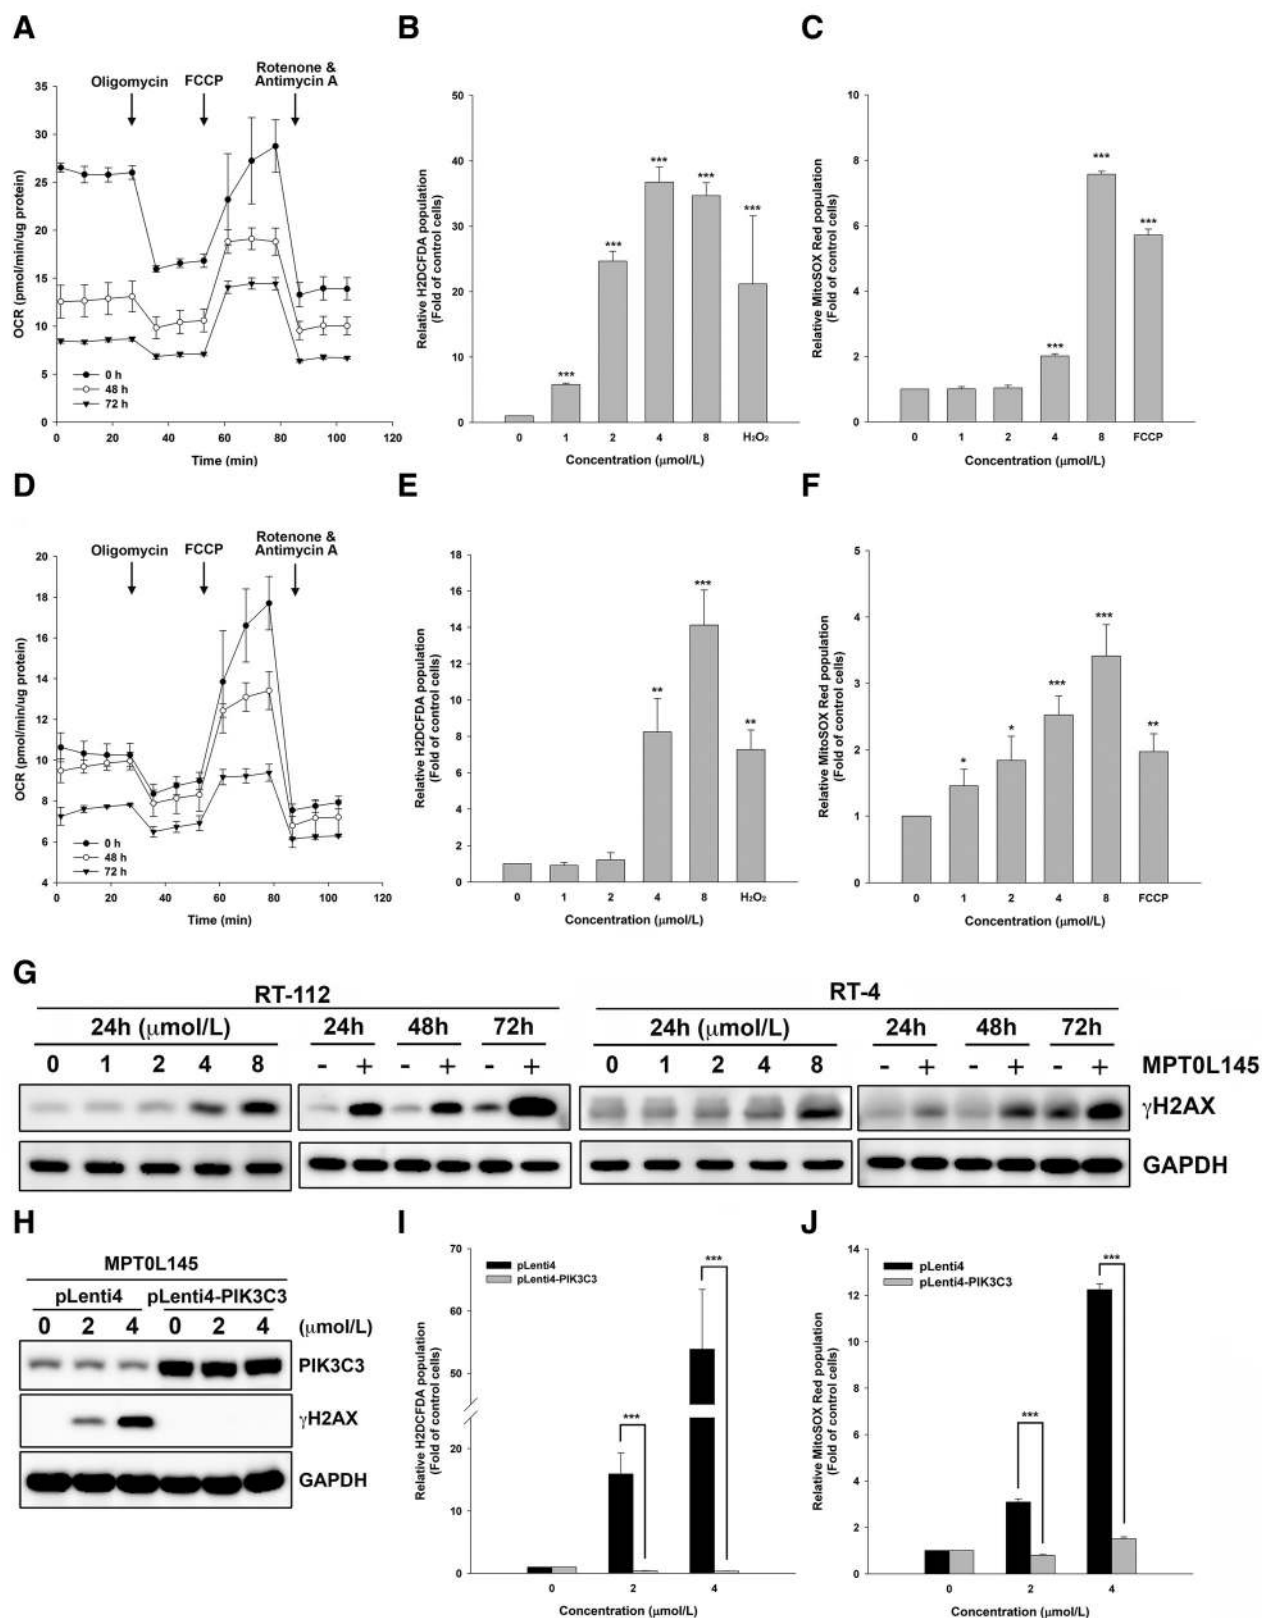 A
Oligomycin FCCP Rotenone &
Antimycin A
OCR (pmol/min/ug protein)
35
30
25
20
15
10
5
0
0 h
48 h
72 h
0 20 40 60 80 100 120
Time (min)
B
Relative H2DCFDA population
(Fold of control cells)
50
40
30
20
10
0
*** *** *** *** ***
0 1 2 4 8 H₂O₂
Concentration (μmol/L)
C
Relative MitoSOX Red population
(Fold of control cells)
10
8
6
4
2
0
*** *** ***
0 1 2 4 8 FCCP
Concentration (μmol/L)
D
Oligomycin FCCP Rotenone &
Antimycin A
OCR (pmol/min/ug protein)
20
18
16
14
12
10
8
6
4
0 h
48 h
72 h
0 20 40 60 80 100 120
Time (min)
E
Relative H2DCFDA population
(Fold of control cells)
18
16
14
12
10
8
6
4
2
0
** *** **
0 1 2 4 8 H₂O₂
Concentration (μmol/L)
F
Relative MitoSOX Red population
(Fold of control cells)
5
4
3
2
1
0
* * *** *** **
0 1 2 4 8 FCCP
Concentration (μmol/L)
G
RT-112 RT-4
24h (μmol/L) 24h 48h 72h 24h (μmol/L) 24h 48h 72h
0 1 2 4 8 - + - + - + 0 1 2 4 8 - + - + - + MPT0L145
γH2AX
GAPDH
H
MPT0L145
pLenti4 pLenti4-PIK3C3
0 2 4 0 2 4 (μmol/L)
PIK3C3
γH2AX
GAPDH
I
pLenti4
pLenti4-PIK3C3
Relative H2DCFDA population
(Fold of control cells)
70
60
50
20
10
0
*** ***
0 2 4
Concentration (μmol/L)
J
pLenti4
pLenti4-PIK3C3
Relative MitoSOX Red population
(Fold of control cells)
14
12
10
8
6
4
2
0
*** ***
0 2 4
Concentration (μmol/L)